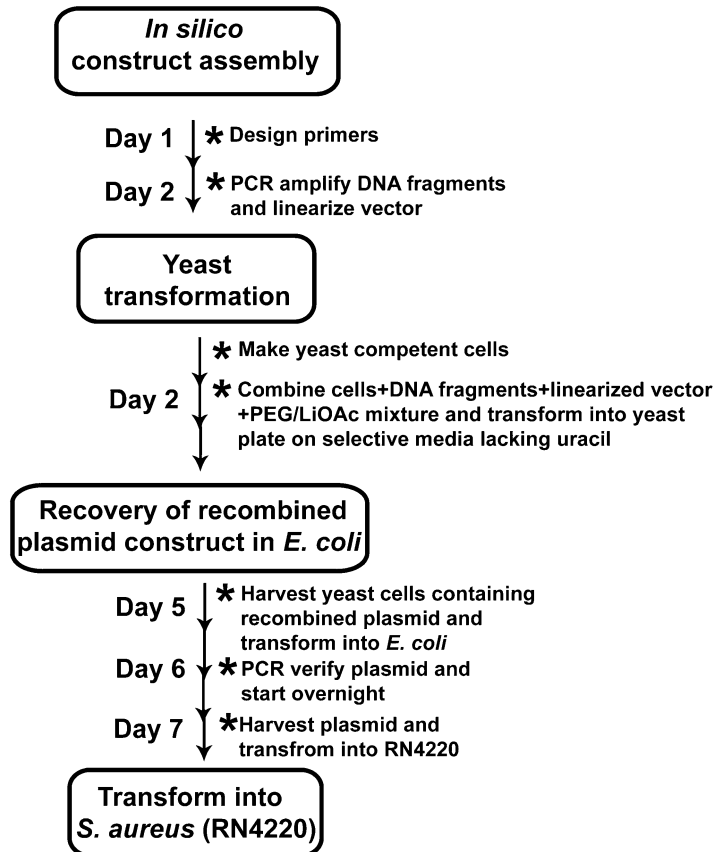 In silico
construct assembly
Day 1
* Design primers
Day 2
* PCR amplify DNA fragments
and linearize vector
Yeast
transformation
* Make yeast competent cells
Day 2
* Combine cells+DNA fragments+linearized vector
+PEG/LiOAc mixture and transform into yeast
plate on selective media lacking uracil
Recovery of recombined
plasmid construct in E. coli
Day 5
* Harvest yeast cells containing
recombined plasmid and
transform into E. coli
Day 6
* PCR verify plasmid and
start overnight
Day 7
* Harvest plasmid and
transfrom into RN4220
Transform into
S. aureus (RN4220)